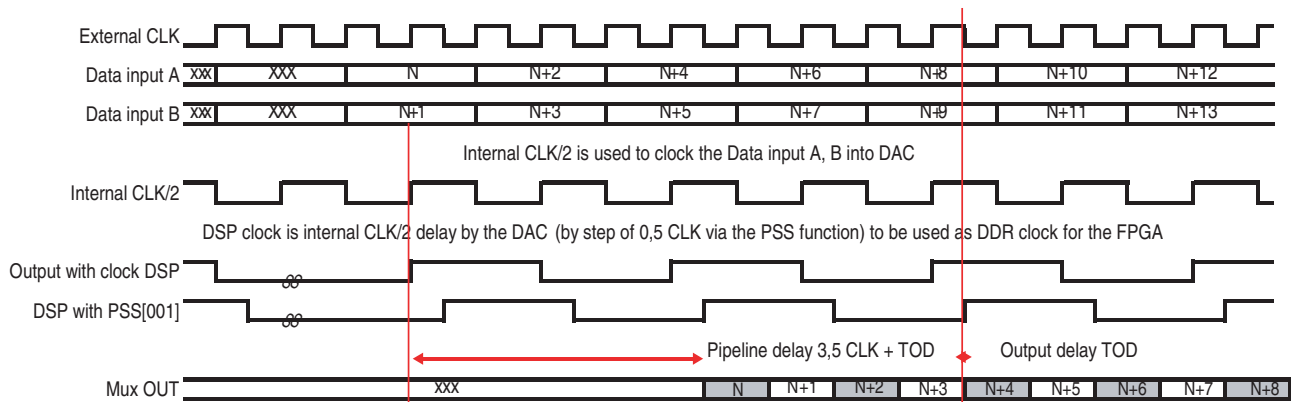 External CLK
Data input A XXX XXX N N+2 N+4 N+6 N+8 N+10 N+12
Data input B XXX XXX N+1 N+3 N+5 N+7 N+9 N+11 N+13
Internal CLK/2 is used to clock the Data input A, B into DAC
Internal CLK/2
DSP clock is internal CLK/2 delay by the DAC (by step of 0,5 CLK via the PSS function) to be used as DDR clock for the FPGA
Output with clock DSP
DSP with PSS[001]
Pipeline delay 3,5 CLK + TOD Output delay TOD
Mux OUT XXX N N+1 N+2 N+3 N+4 N+5 N+6 N+7 N+8